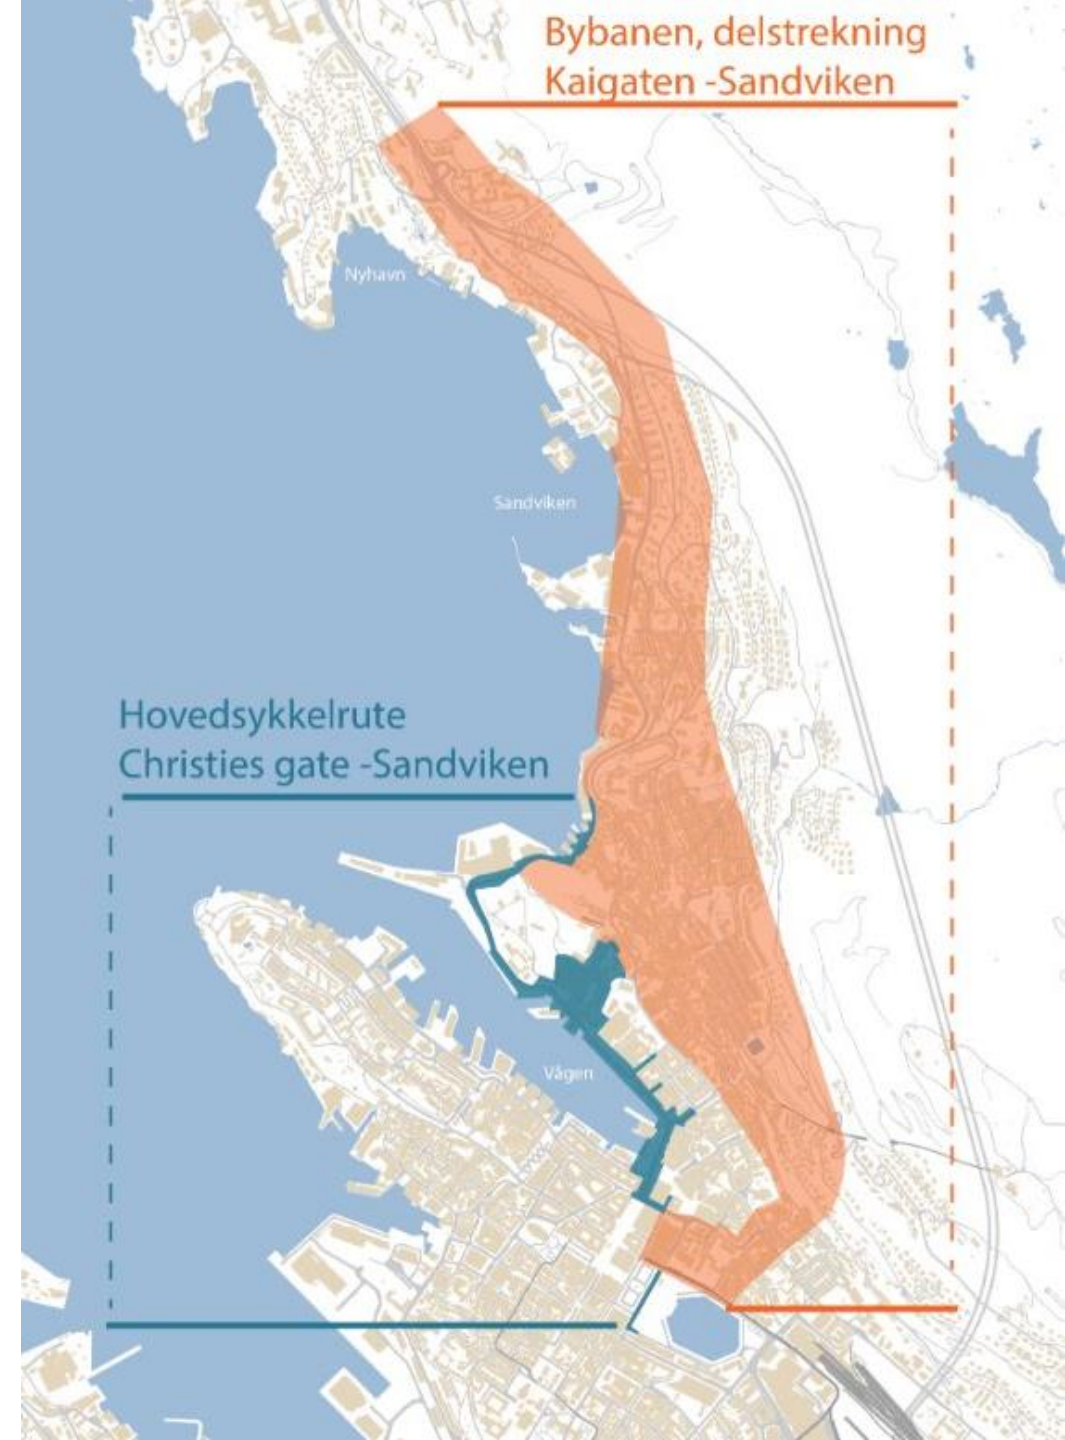 Bybanen, delstrekning
Kaigaten -Sandviken
Nyhavn
Sandviken
Hovedsykkelrute
Christies gate -Sandviken
Vågen